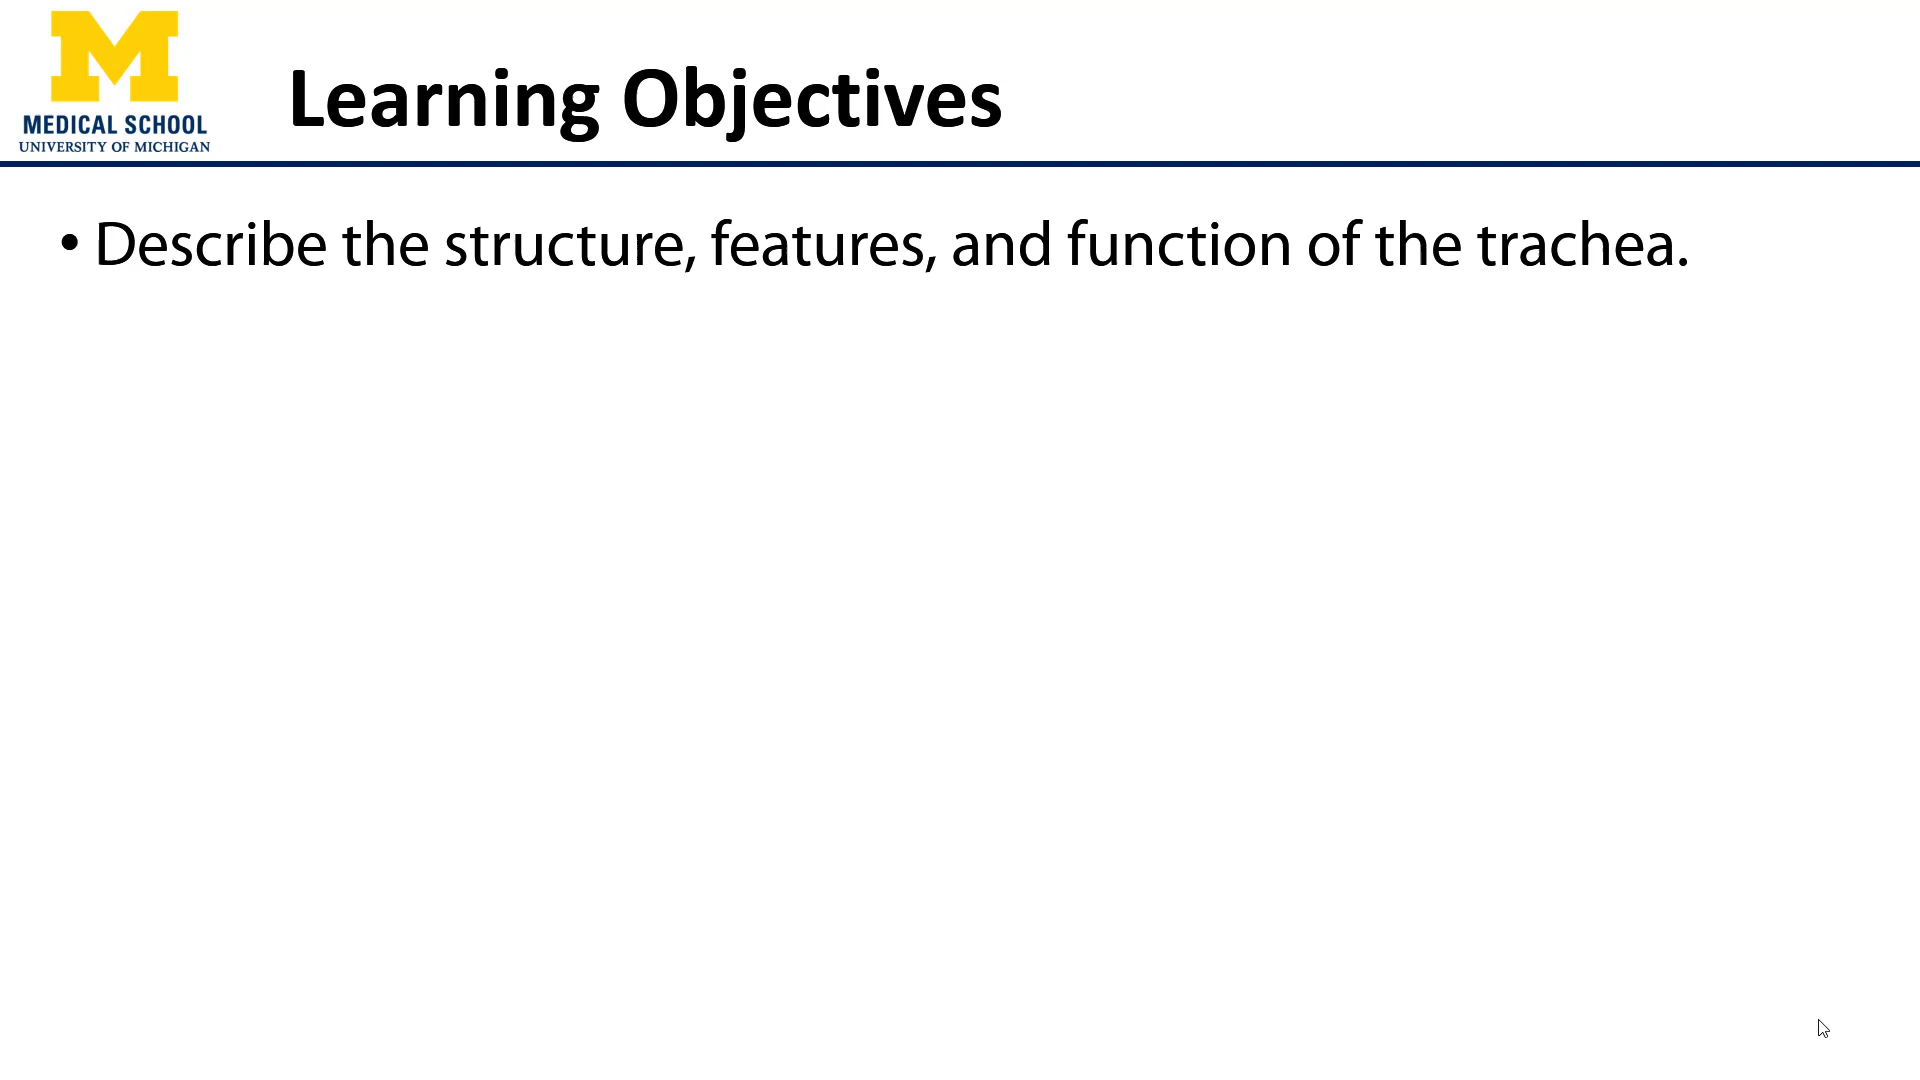 M
MEDICAL SCHOOL
UNIVERSITY OF MICHIGAN
Learning Objectives
• Describe the structure, features, and function of the trachea.